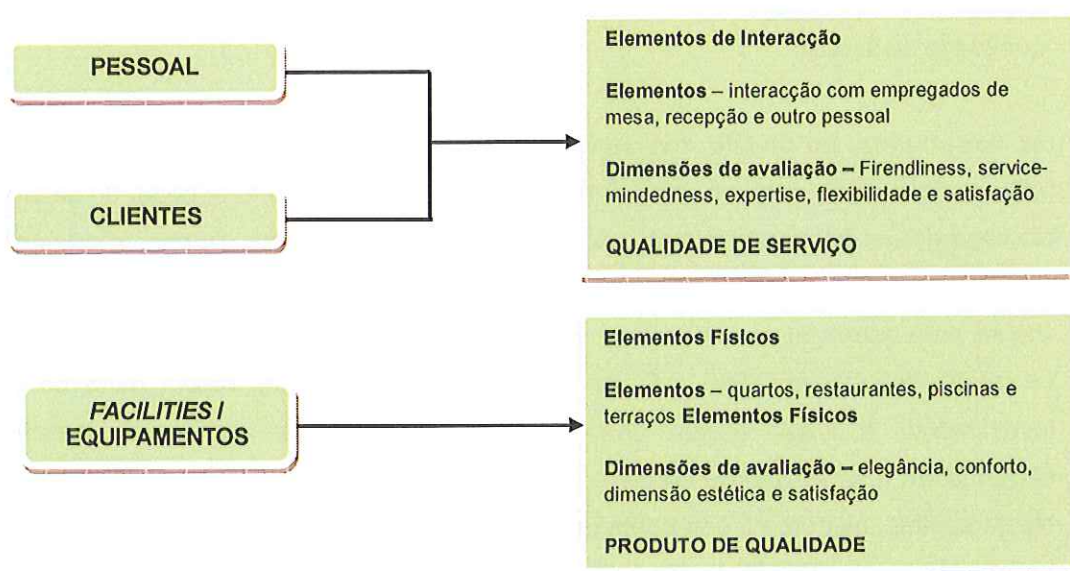 PESSOAL
CLIENTES
Elementos de Interacção
Elementos – interacção com empregados de
mesa, recepção e outro pessoal
Dimensões de avaliação – Firendliness, service-
mindedness, expertise, flexibilidade e satisfação
QUALIDADE DE SERVIÇO
FACILITIES /
EQUIPAMENTOS
Elementos Físicos
Elementos – quartos, restaurantes, piscinas e
terraços Elementos Físicos
Dimensões de avaliação – elegância, conforto,
dimensão estética e satisfação
PRODUTO DE QUALIDADE